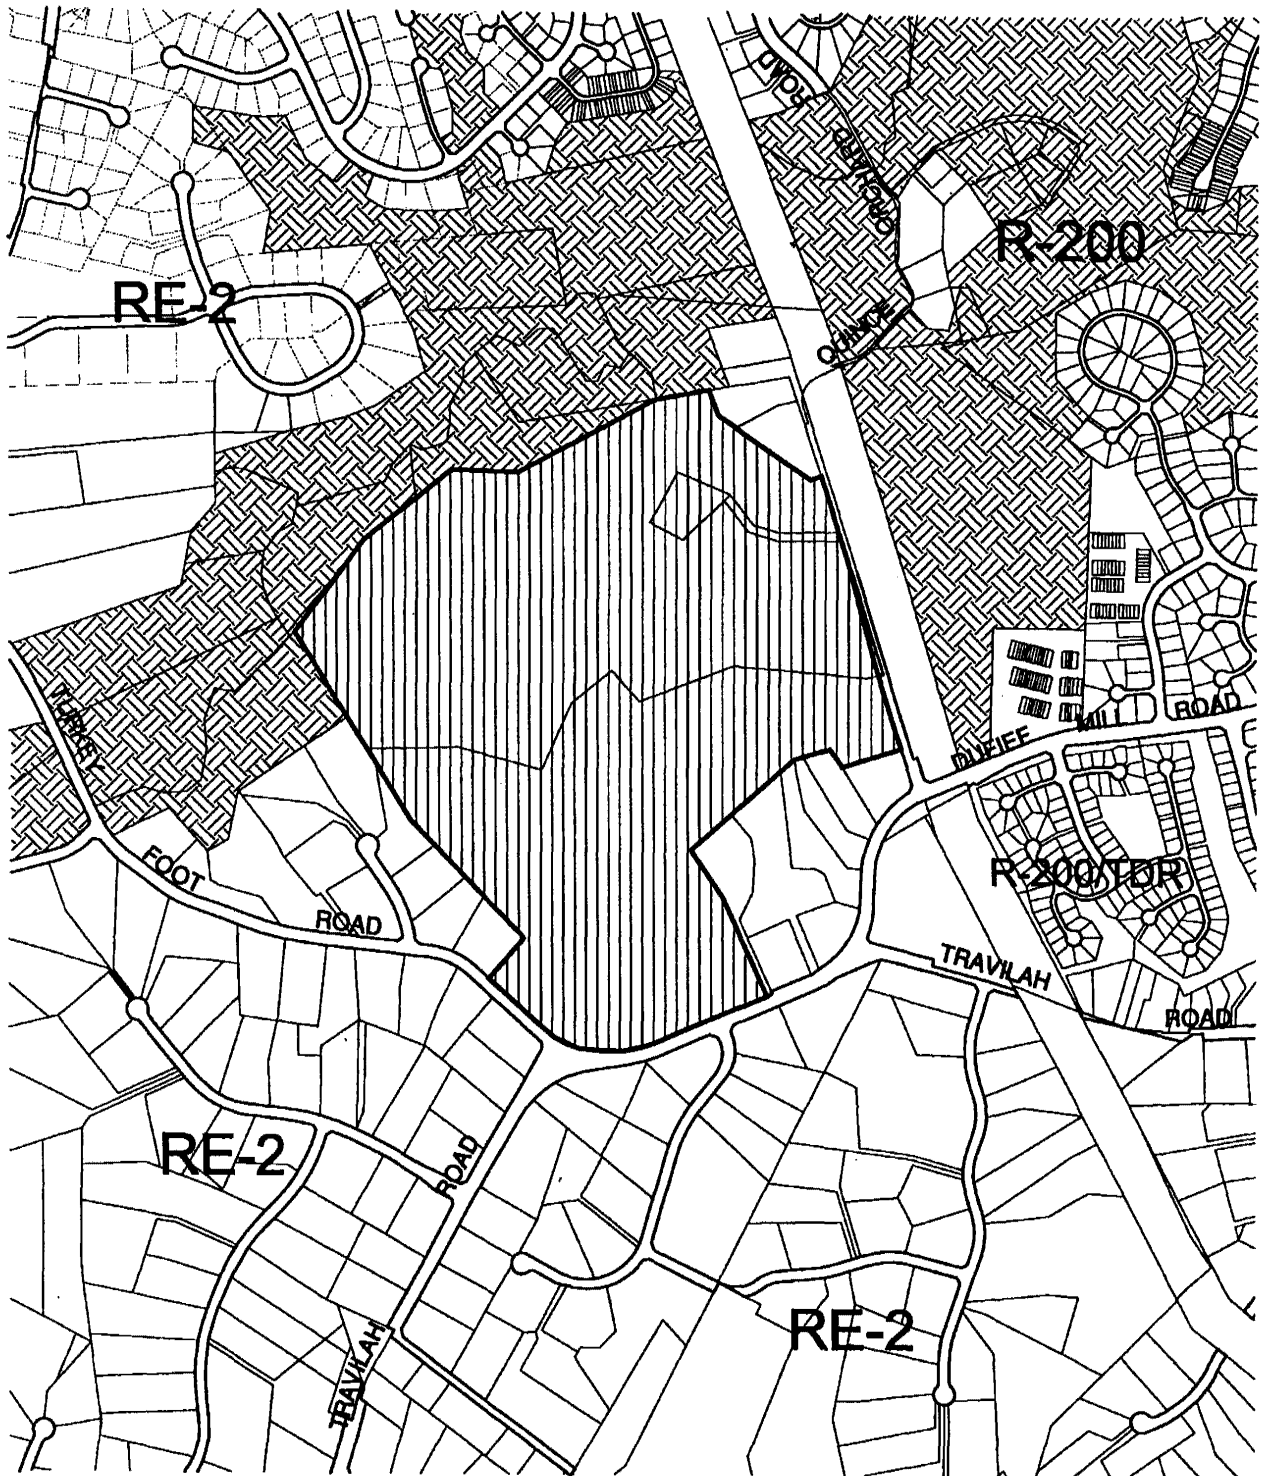 ROAD
ORCHARD
QUINCE
R-200
RE-2
TURKEY
FOOT
ROAD
DUFIEF
MILL
ROAD
R-200/TDR
TRAVILAH
ROAD
RE-2
ROAD
TRAVILAH
RE-2